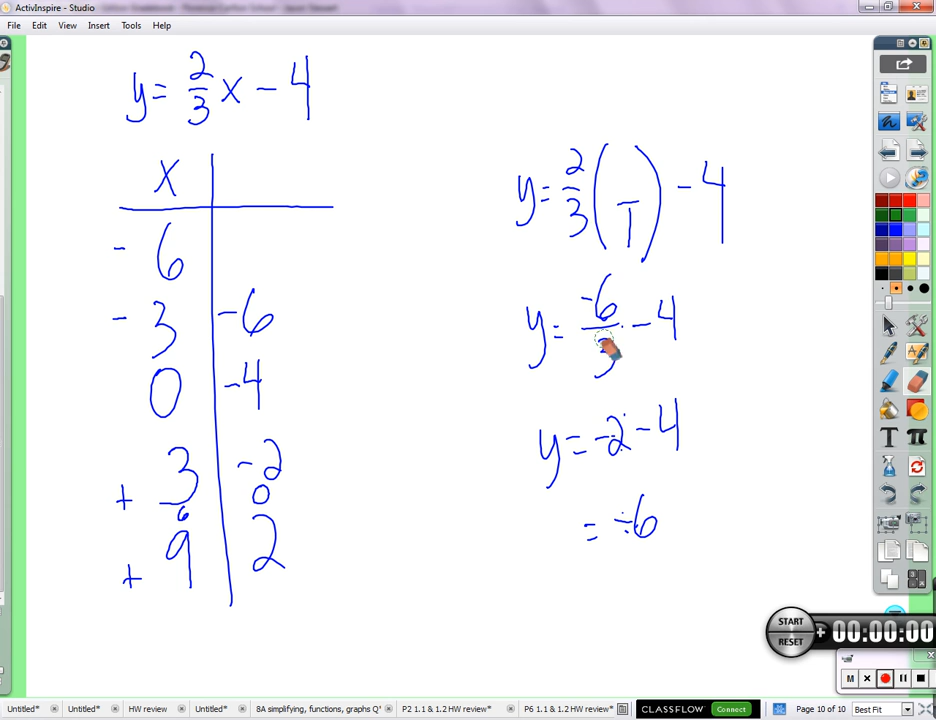 ActivInspire - Studio
File Edit View Insert Tools Help
y = 2/3 x - 4
x
- 6
- 3 -6
0 -4
+ 3 -2
6 0
+ 9 2
y = 2/3 ( /1 ) - 4
y = -6/3 - 4
y = -2 - 4
= -6
START
RESET
+ 00:00:00
M
Untitled* Untitled* HW review Untitled* 8A simplifying, functions, graphs Q* P2 1.1 & 1.2 HW review* P6 1.1 & 1.2 HW review* CLASSFLOW Connect Page 10 of 10 Best Fit